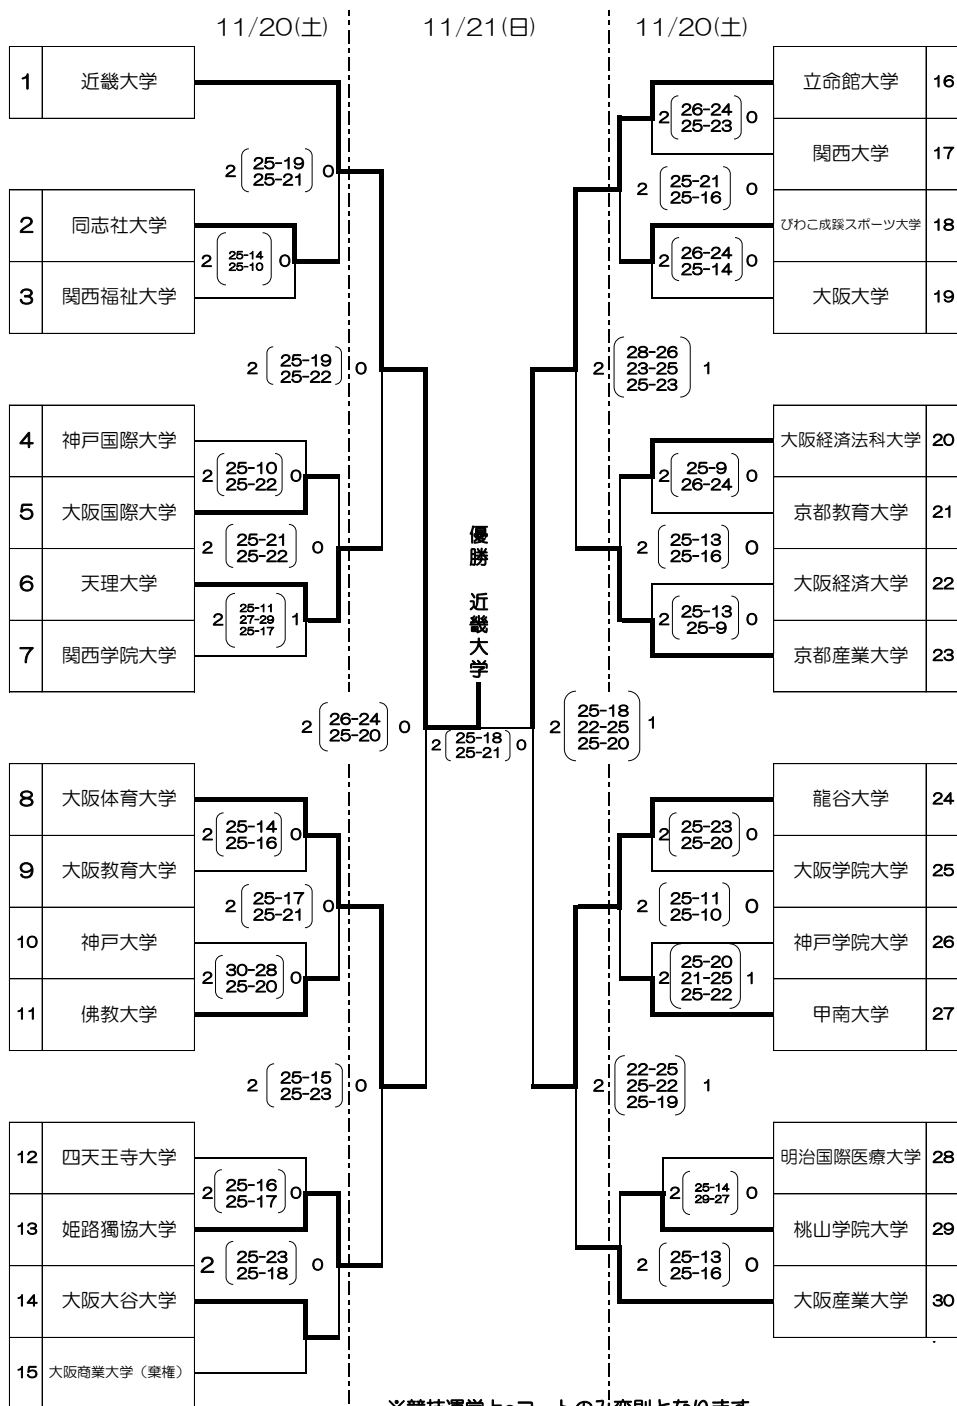 11/20(土) 11/21(日) 11/20(土)
1 近畿大学
2 (25-19 25-21) 0
2 同志社大学
2 (25-14 25-10) 0
3 関西福祉大学
2 (25-19 25-22) 0
4 神戸国際大学
2 (25-10 25-22) 0
5 大阪国際大学
2 (25-21 25-22) 0
6 天理大学
2 (25-11 27-29 25-17) 1
7 関西学院大学
2 (26-24 25-20) 0
8 大阪体育大学
2 (25-14 25-16) 0
9 大阪教育大学
2 (25-17 25-21) 0
10 神戸大学
2 (30-28 25-20) 0
11 佛教大学
2 (25-15 25-23) 0
12 四天王寺大学
2 (25-16 25-17) 0
13 姫路獨協大学
2 (25-23 25-18) 0
14 大阪大谷大学
15 大阪商業大学（棄権）
優勝 近畿大学
2 (25-18 25-21) 0
立命館大学 16
2 (26-24 25-23) 0
関西大学 17
2 (25-21 25-16) 0
びわこ成蹊スポーツ大学 18
2 (26-24 25-14) 0
大阪大学 19
2 (28-26 23-25 25-23) 1
大阪経済法科大学 20
2 (25-9 26-24) 0
京都教育大学 21
2 (25-13 25-16) 0
大阪経済大学 22
2 (25-13 25-9) 0
京都産業大学 23
2 (25-18 22-25 25-20) 1
龍谷大学 24
2 (25-23 25-20) 0
大阪学院大学 25
2 (25-11 25-10) 0
神戸学院大学 26
2 (25-20 21-25 25-22) 1
甲南大学 27
2 (22-25 25-22 25-19) 1
明治国際医療大学 28
2 (25-14 29-27) 0
桃山学院大学 29
2 (25-13 25-16) 0
大阪産業大学 30